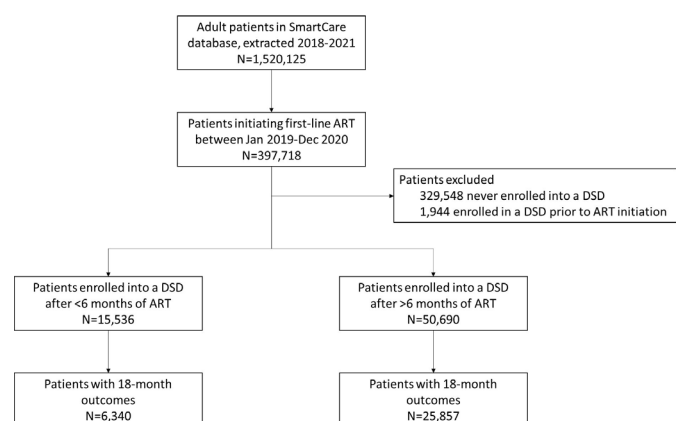 Adult patients in SmartCare
database, extracted 2018-2021
N=1,520,125
Patients initiating first-line ART
between Jan 2019-Dec 2020
N=397,718
Patients excluded
329,548 never enrolled into a DSD
1,944 enrolled in a DSD prior to ART initiation
Patients enrolled into a DSD
after <6 months of ART
N=15,536
Patients enrolled into a DSD
after >6 months of ART
N=50,690
Patients with 18-month
outcomes
N=6,340
Patients with 18-month
outcomes
N=25,857